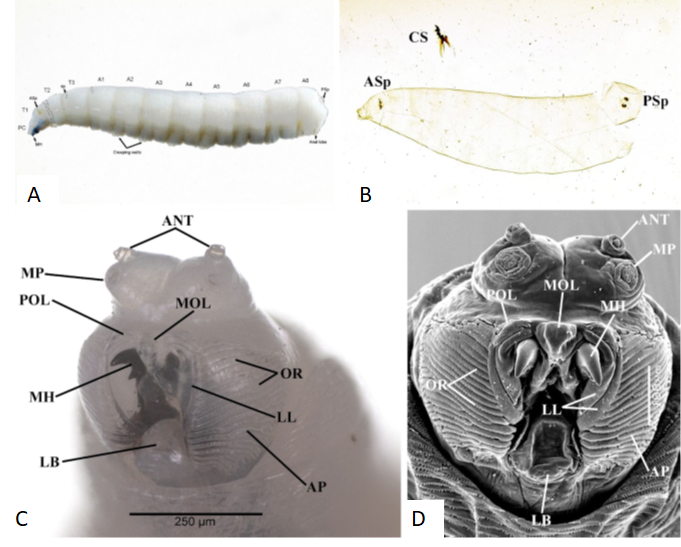 T3 A1 A2 A3 A4 A5 A6 A7 A8
T2
T1
PC
MH
Creeping welts
Anal lobe
A
CS
ASp
PSp
B
ANT
MP
POL
MOL
MH
OR
LL
LB
AP
250 µm
C
ANT
MP
MOL
POL
MH
OR
LL
AP
LB
D